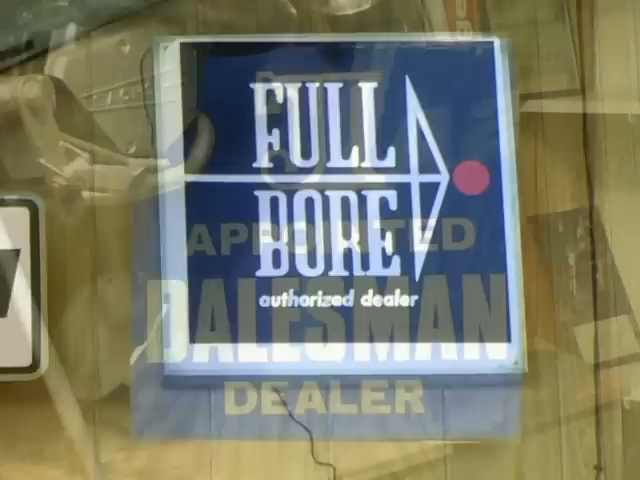 FULL
BORE
authorized dealer
APPOINTED
DALESMAN
DEALER